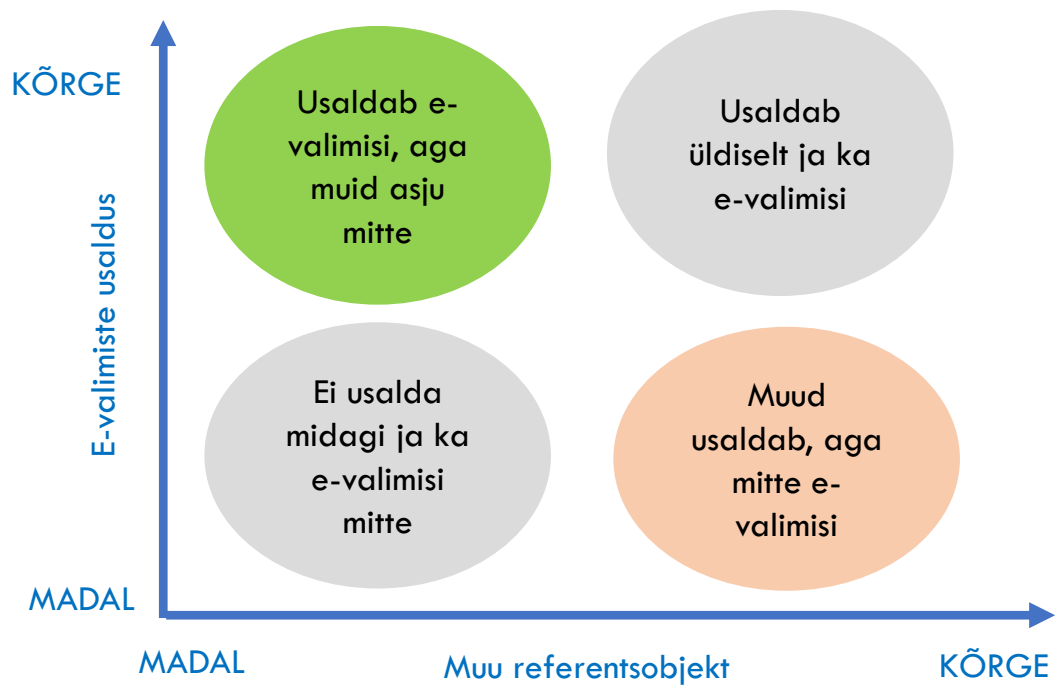 KÕRGE
E-valimiste usaldus
MADAL
Usaldab e-
valimisi, aga
muid asju
mitte
Usaldab
üldiselt ja ka
e-valimisi
Ei usalda
midagi ja ka
e-valimisi
mitte
Muud
usaldab, aga
mitte e-
valimisi
MADAL
Muu referentsobjekt
KÕRGE